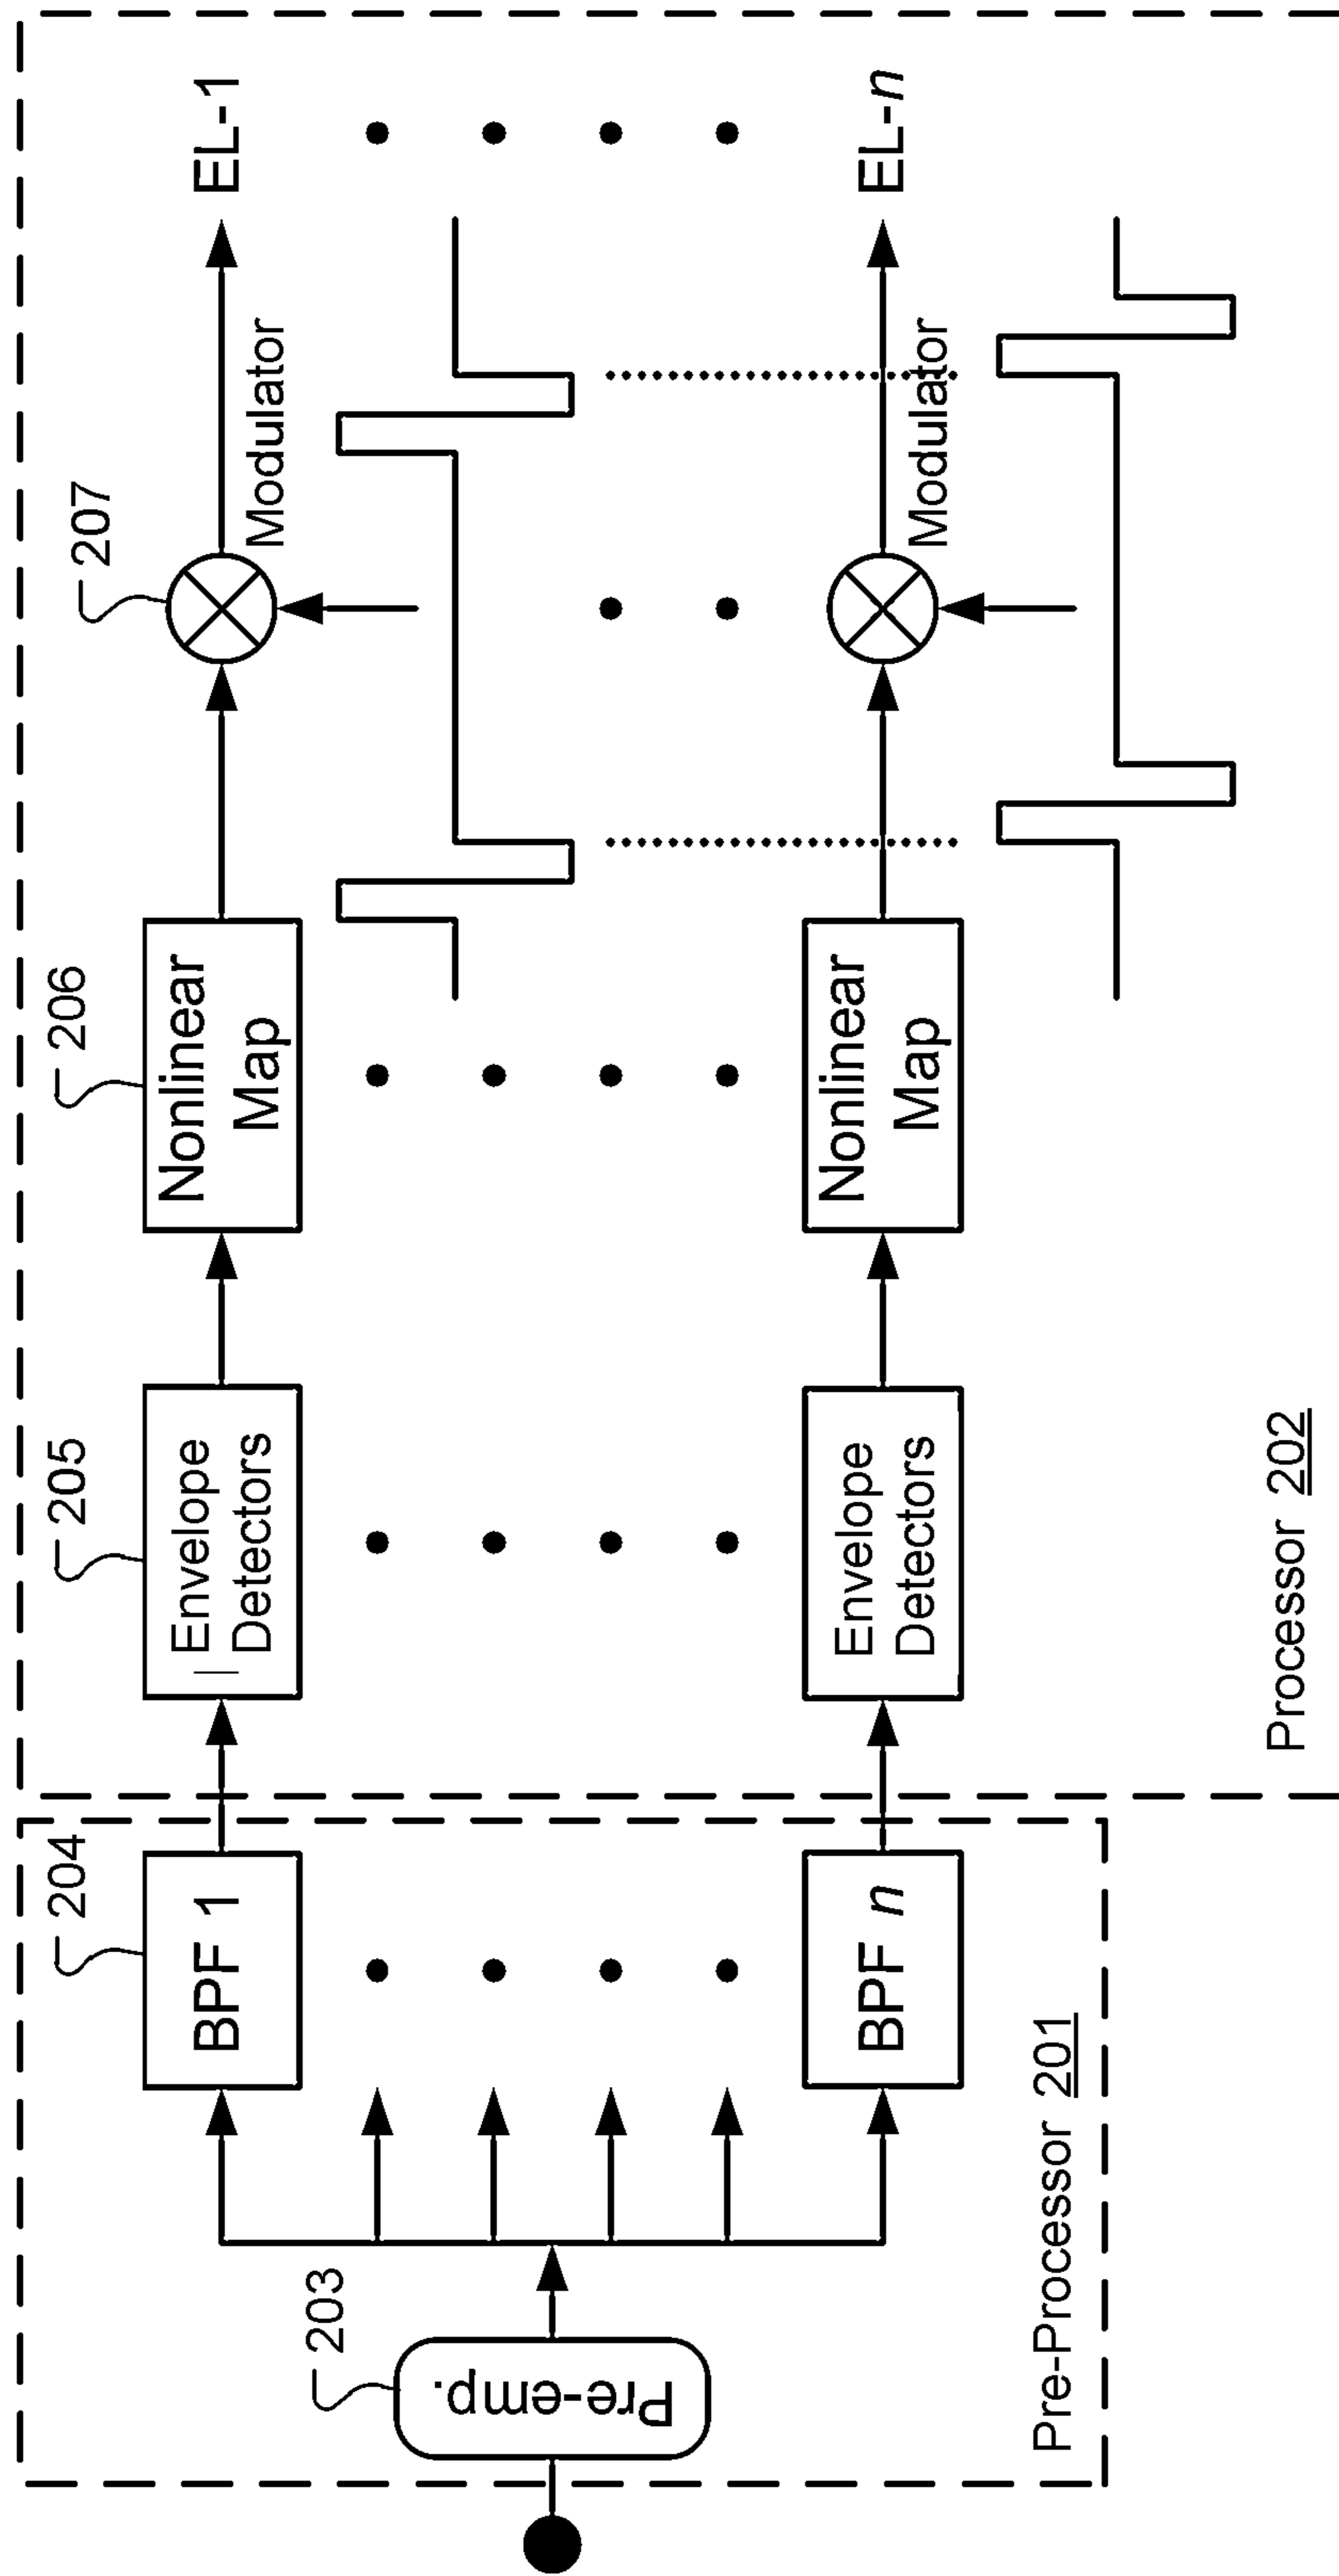 203
Pre-emp.
204
BPF 1
BPF n
Pre-Processor 201
205
Envelope
Detectors
Envelope
Detectors
206
Nonlinear
Map
Nonlinear
Map
207
Modulator
Modulator
EL-1
EL-n
Processor 202